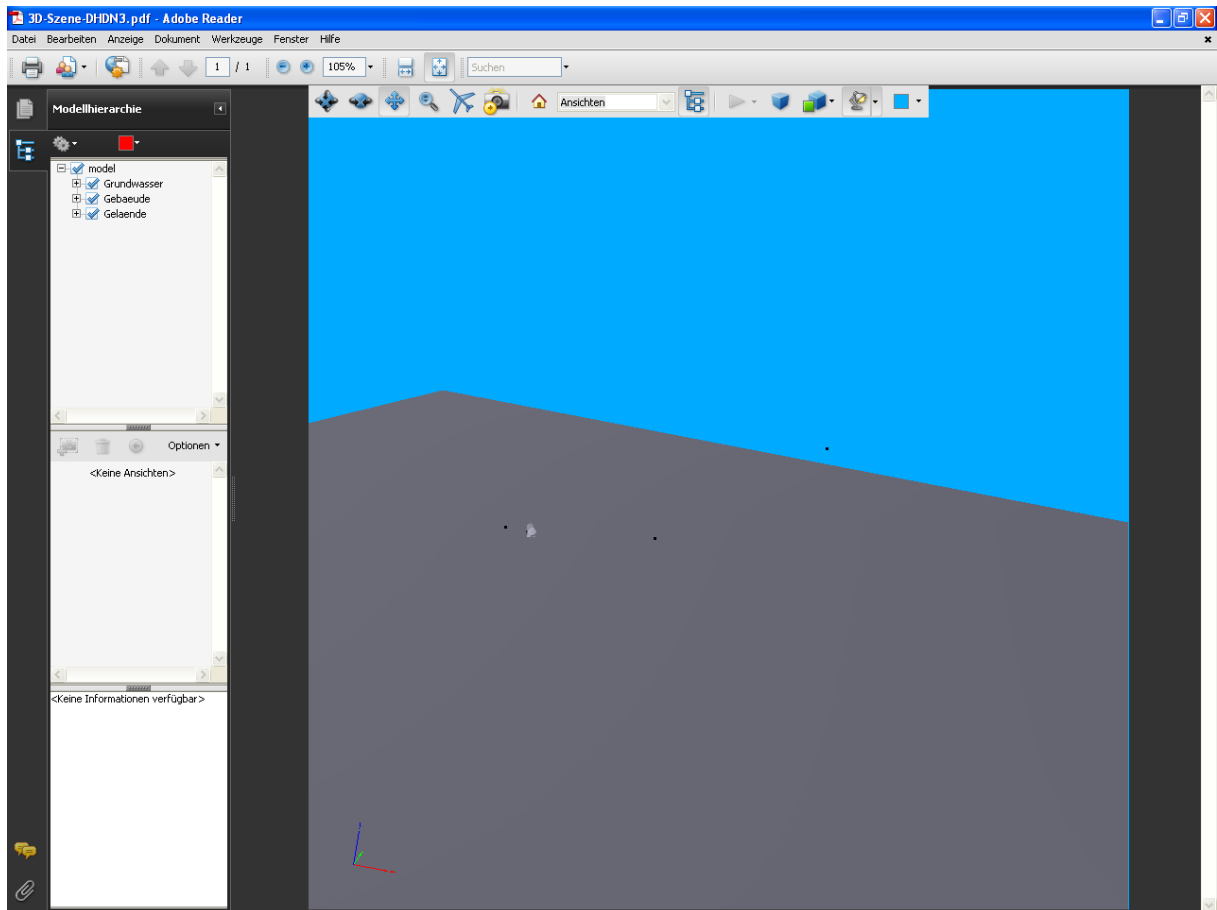 3D-Szene-DHDN3.pdf - Adobe Reader
Datei Bearbeiten Anzeige Dokument Werkzeuge Fenster Hilfe
1 / 1 105% Suchen
Modellhierarchie
Ansichten
model
Grundwasser
Gebaeude
Gelaende
Optionen
<Keine Ansichten>
<Keine Informationen verfügbar>